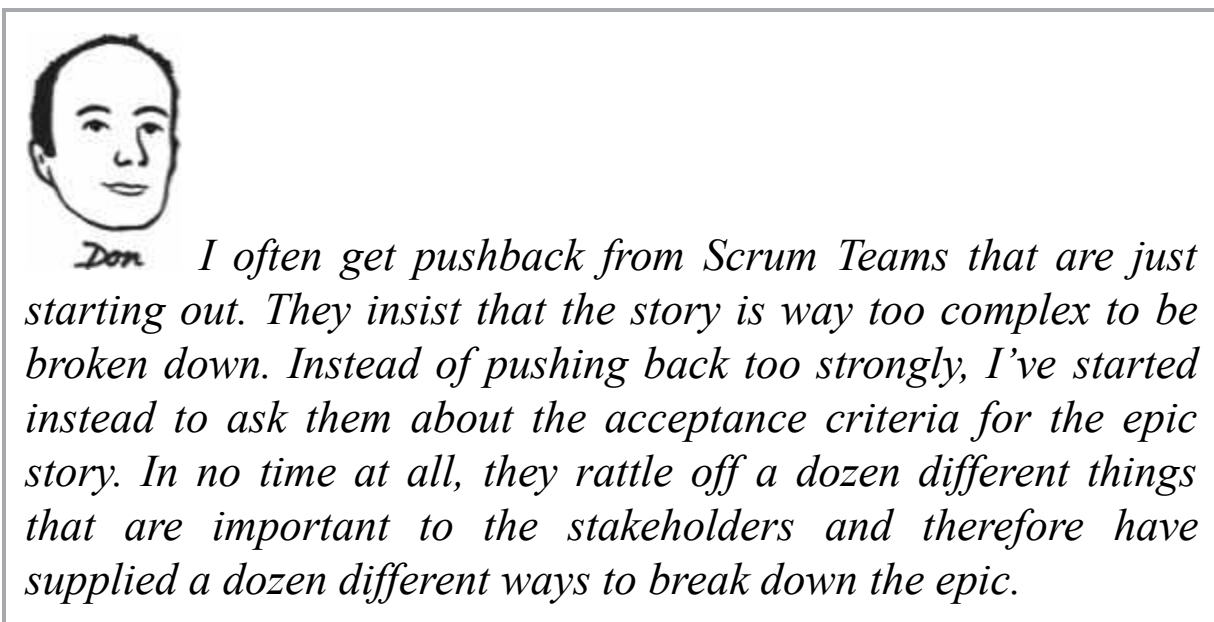 Don I often get pushback from Scrum Teams that are just
starting out. They insist that the story is way too complex to be
broken down. Instead of pushing back too strongly, I’ve started
instead to ask them about the acceptance criteria for the epic
story. In no time at all, they rattle off a dozen different things
that are important to the stakeholders and therefore have
supplied a dozen different ways to break down the epic.